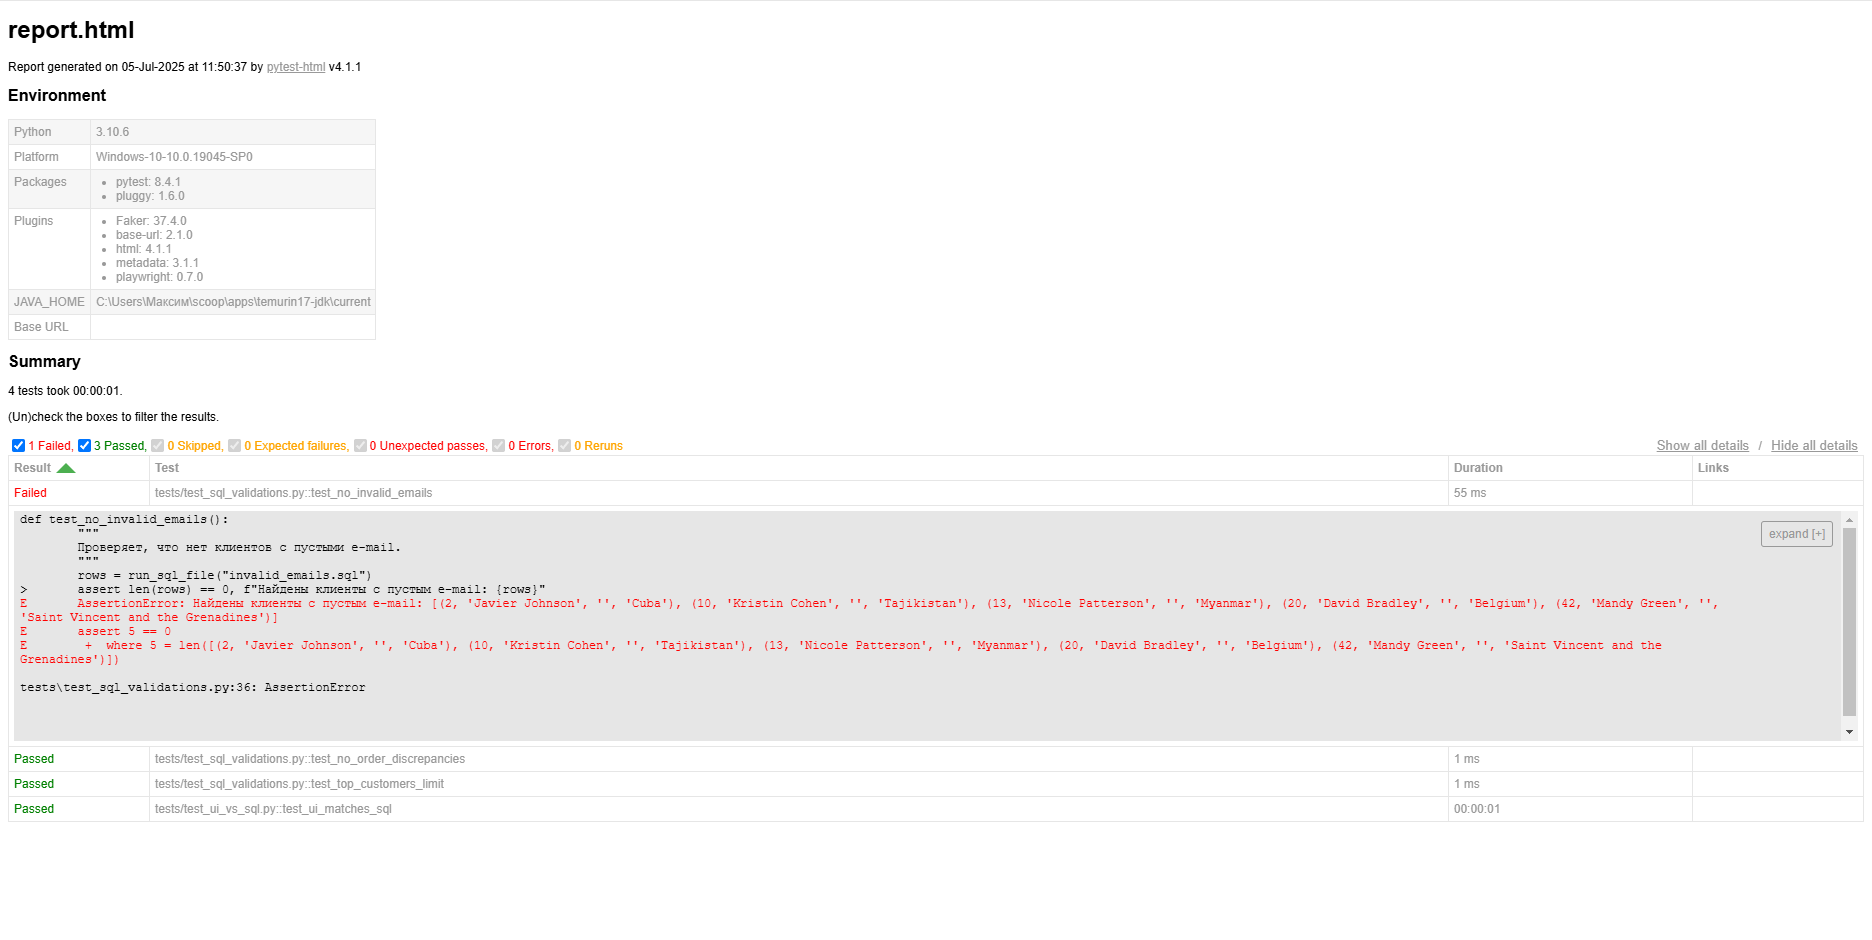 report.html
Report generated on 05-Jul-2025 at 11:50:37 by pytest-html v4.1.1
Environment
Python 3.10.6
Platform Windows-10-10.0.19045-SP0
Packages
pytest: 8.4.1
pluggy: 1.6.0
Plugins
Faker: 37.4.0
base-url: 2.1.0
html: 4.1.1
metadata: 3.1.1
playwright: 0.7.0
JAVA_HOME C:\Users\Максим\scoop\apps\temurin17-jdk\current
Base URL
Summary
4 tests took 00:00:01.
(Un)check the boxes to filter the results.
1 Failed, 3 Passed, 0 Skipped, 0 Expected failures, 0 Unexpected passes, 0 Errors, 0 Reruns Show all details / Hide all details
Result Test Duration Links
Failed tests/test_sql_validations.py::test_no_invalid_emails 55 ms
def test_no_invalid_emails():
expand [+]
"""
Проверяет, что нет клиентов с пустыми e-mail.
"""
rows = run_sql_file("invalid_emails.sql")
> assert len(rows) == 0, f"Найдены клиенты с пустым e-mail: {rows}"
E AssertionError: Найдены клиенты с пустым e-mail: [(2, 'Javier Johnson', '', 'Cuba'), (10, 'Kristin Cohen', '', 'Tajikistan'), (13, 'Nicole Patterson', '', 'Myanmar'), (20, 'David Bradley', '', 'Belgium'), (42, 'Mandy Green', '',
'Saint Vincent and the Grenadines')]
E assert 5 == 0
E + where 5 = len([(2, 'Javier Johnson', '', 'Cuba'), (10, 'Kristin Cohen', '', 'Tajikistan'), (13, 'Nicole Patterson', '', 'Myanmar'), (20, 'David Bradley', '', 'Belgium'), (42, 'Mandy Green', '', 'Saint Vincent and the
Grenadines')])
tests\test_sql_validations.py:36: AssertionError
Passed tests/test_sql_validations.py::test_no_order_discrepancies 1 ms
Passed tests/test_sql_validations.py::test_top_customers_limit 1 ms
Passed tests/test_ui_vs_sql.py::test_ui_matches_sql 00:00:01